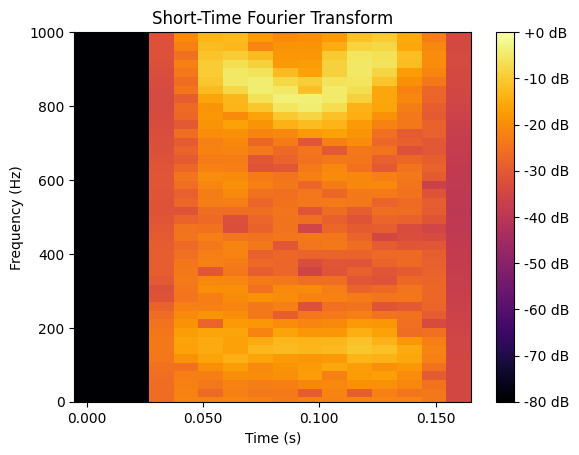 Short-Time Fourier Transform
1000
800
600
400
200
0
Frequency (Hz)
0.000
0.050
0.100
0.150
Time (s)
+0 dB
-10 dB
-20 dB
-30 dB
-40 dB
-50 dB
-60 dB
-70 dB
-80 dB